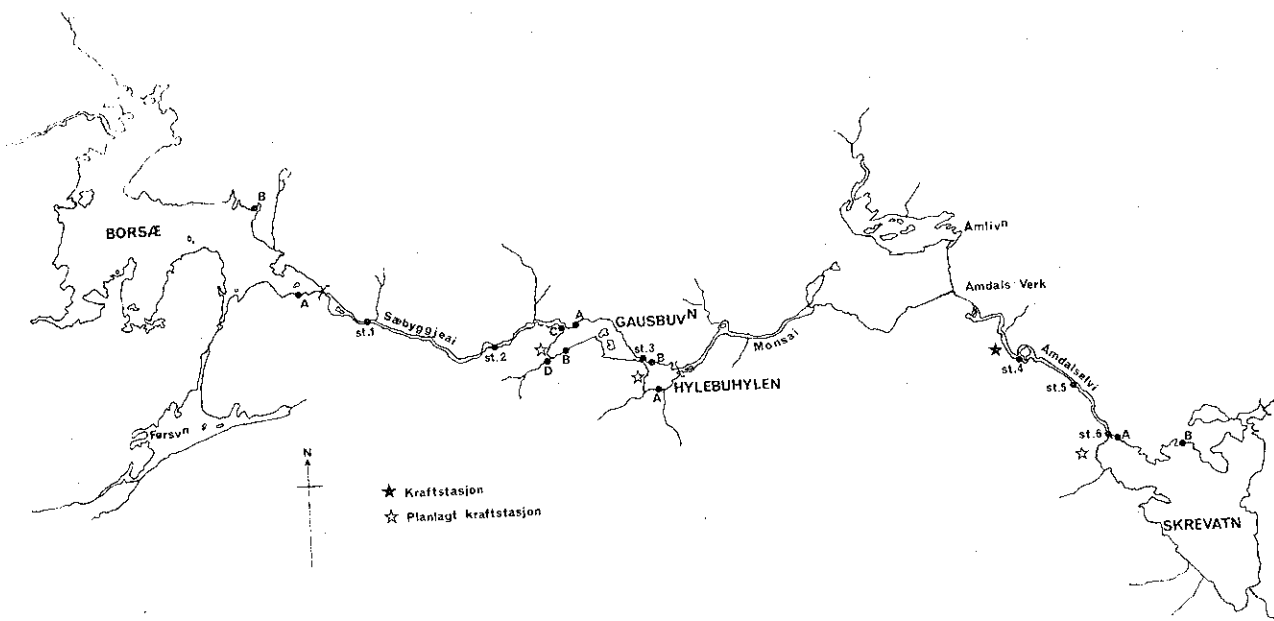 B
BORSÆ
Åmlivn
Amdals Verk
A
Sæbyggjeai
st.1
A
GAUSBUVN
C
st.2
B
D
st.3
B
Monsai
HYLEBUHYLEN
A
st.4
Amdalselvi
st.5
st.6
A
B
Førsvn
N
Kraftstasjon
Planlagt kraftstasjon
SKREVATN